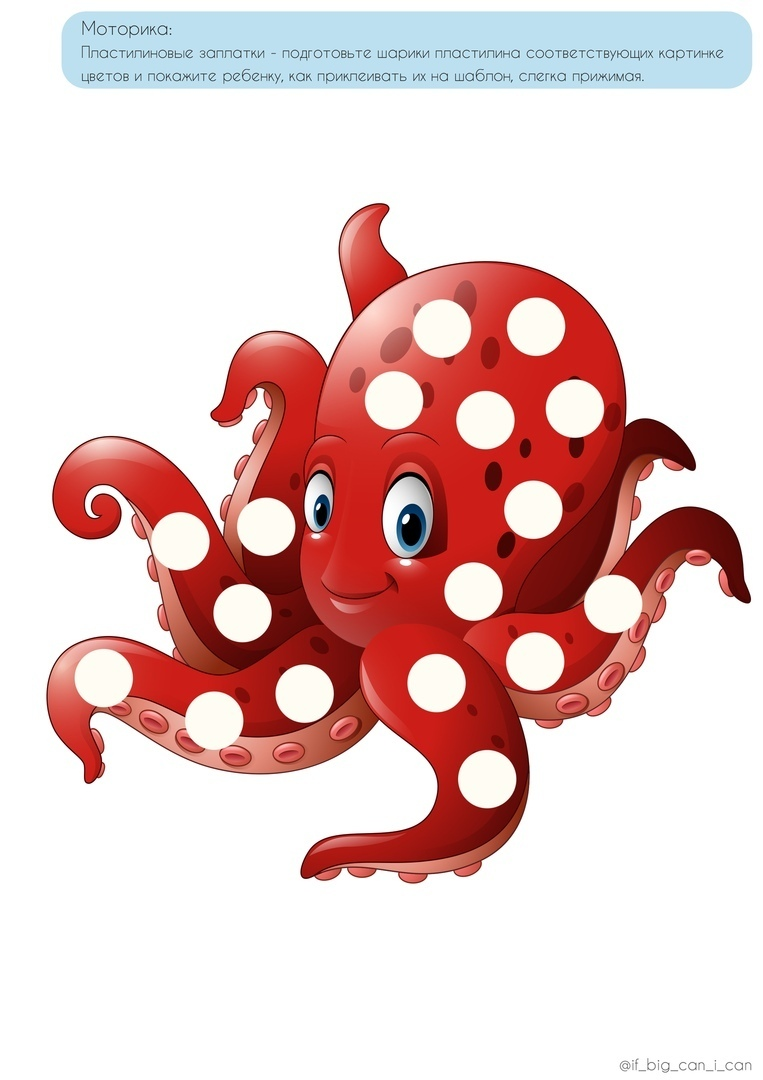 Моторика:
Пластилиновые заплатки - подготовьте шарики пластилина соответствующих картинке
цветов и покажите ребенку, как приклеивать их на шаблон, слегка прижимая.
@if_big_can_i_can